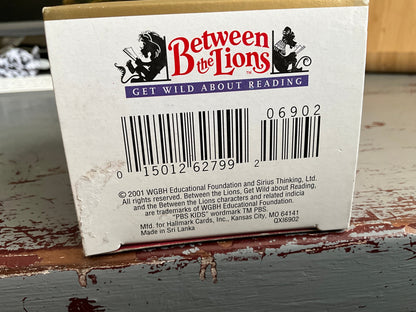 Between
the Lions™
GET WILD ABOUT READING
06902
0 15012 62799 2
© 2001 WGBH Educational Foundation and Sirius Thinking, Ltd.
All rights reserved. Between the Lions, Get Wild about Reading,
and the Between the Lions characters and related indicia
are trademarks of WGBH Educational Foundation.
"PBS KIDS" wordmark TM PBS.
Mfd. for Hallmark Cards, Inc., Kansas City, MO 64141
Made in Sri Lanka QXI6902